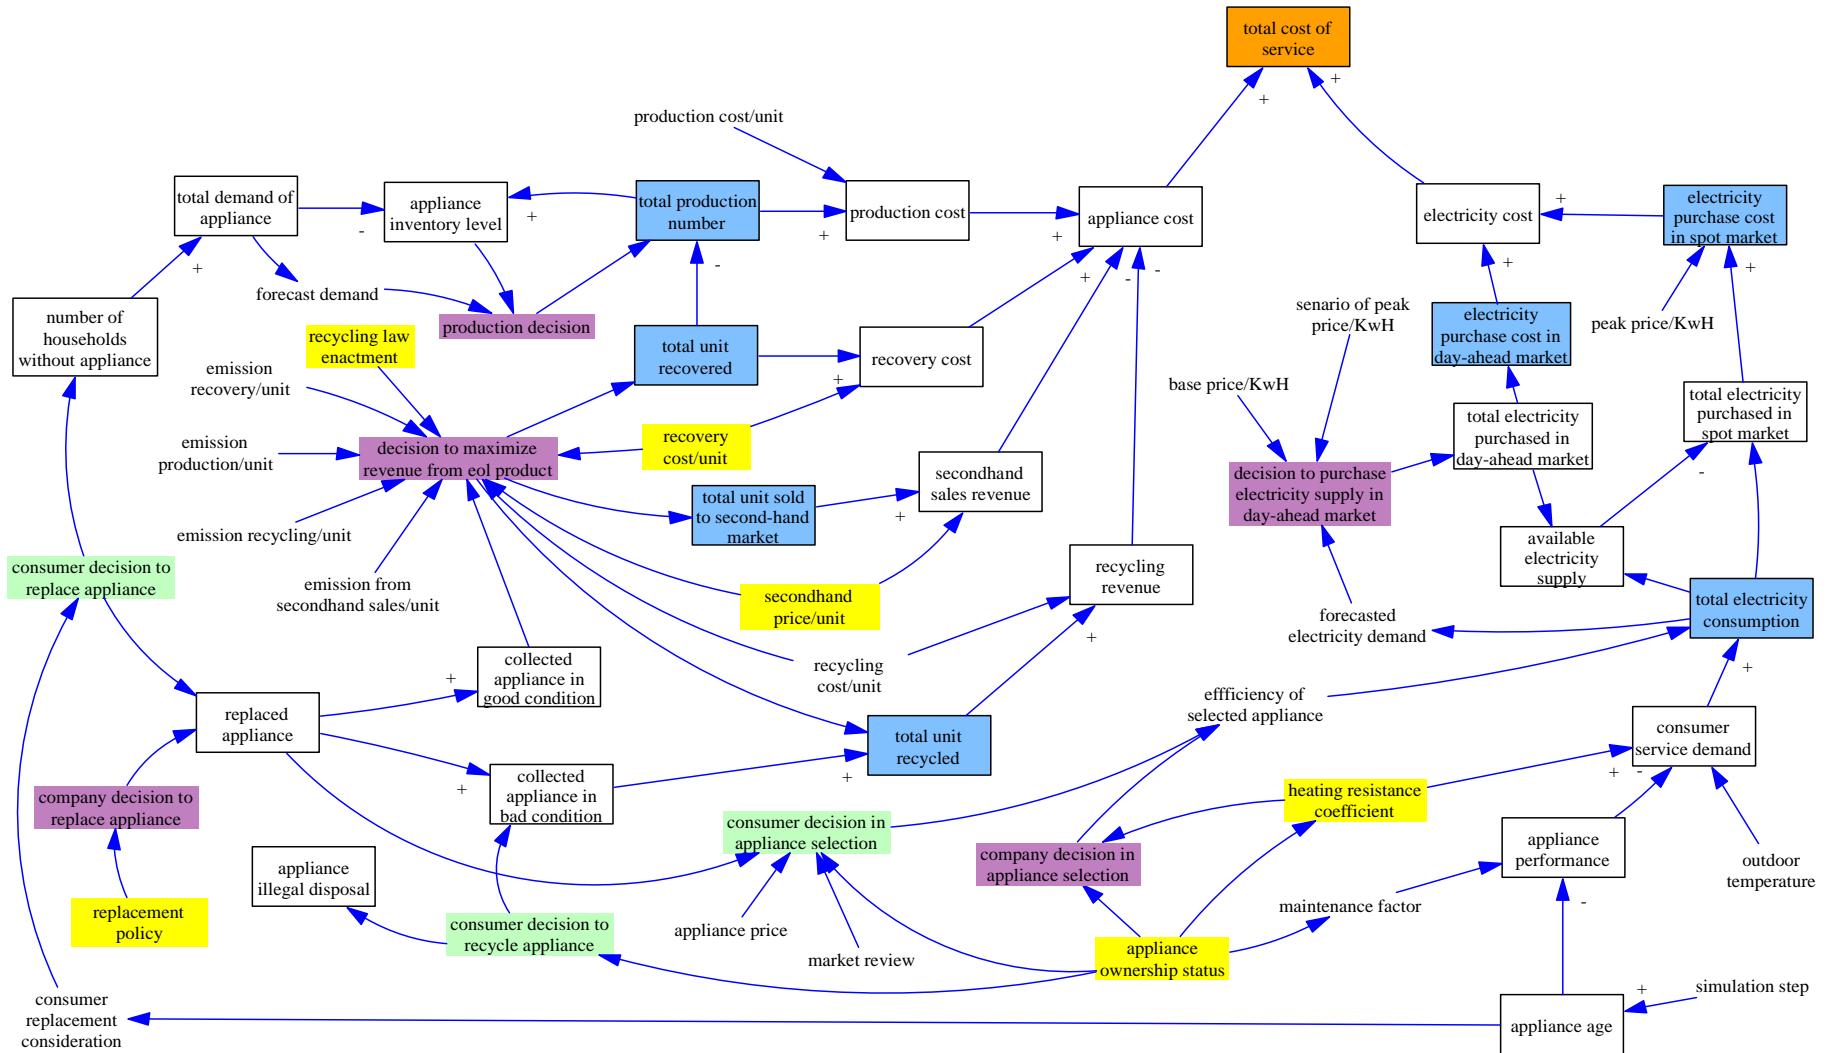 total cost of
service
+
+
production cost/unit
total demand of
appliance
appliance
inventory level
total production
number
production cost
appliance cost
electricity cost
electricity
purchase cost
in spot market
-
+
+
+
+
+
-
+
-
-
+
+
forecast demand
production decision
number of
households
without appliance
recycling law
enactment
total unit
recovered
recovery cost
+
senario of peak
price/KwH
electricity
purchase cost in
day-ahead market
peak price/KwH
emission
recovery/unit
base price/KwH
total electricity
purchased in
day-ahead market
total electricity
purchased in
spot market
emission
production/unit
decision to maximize
revenue from eol product
recovery
cost/unit
secondhand
sales revenue
decision to purchase
electricity supply in
day-ahead market
-
total unit sold
to second-hand
market
+
emission recycling/unit
available
electricity
supply
consumer decision to
replace appliance
emission from
secondhand sales/unit
secondhand
price/unit
recycling
revenue
+
forecasted
electricity demand
total electricity
consumption
collected
appliance in
good condition
+
recycling
cost/unit
+
effficiency of
selected appliance
replaced
appliance
total unit
recycled
consumer
service demand
+
-
+
+
collected
appliance in
bad condition
company decision to
replace appliance
heating resistance
coefficient
consumer decision in
appliance selection
company decision in
appliance selection
appliance
performance
outdoor
temperature
appliance
illegal disposal
replacement
policy
consumer decision to
recycle appliance
appliance price
market review
maintenance factor
-
appliance
ownership status
consumer
replacement
consideration
+
simulation step
appliance age